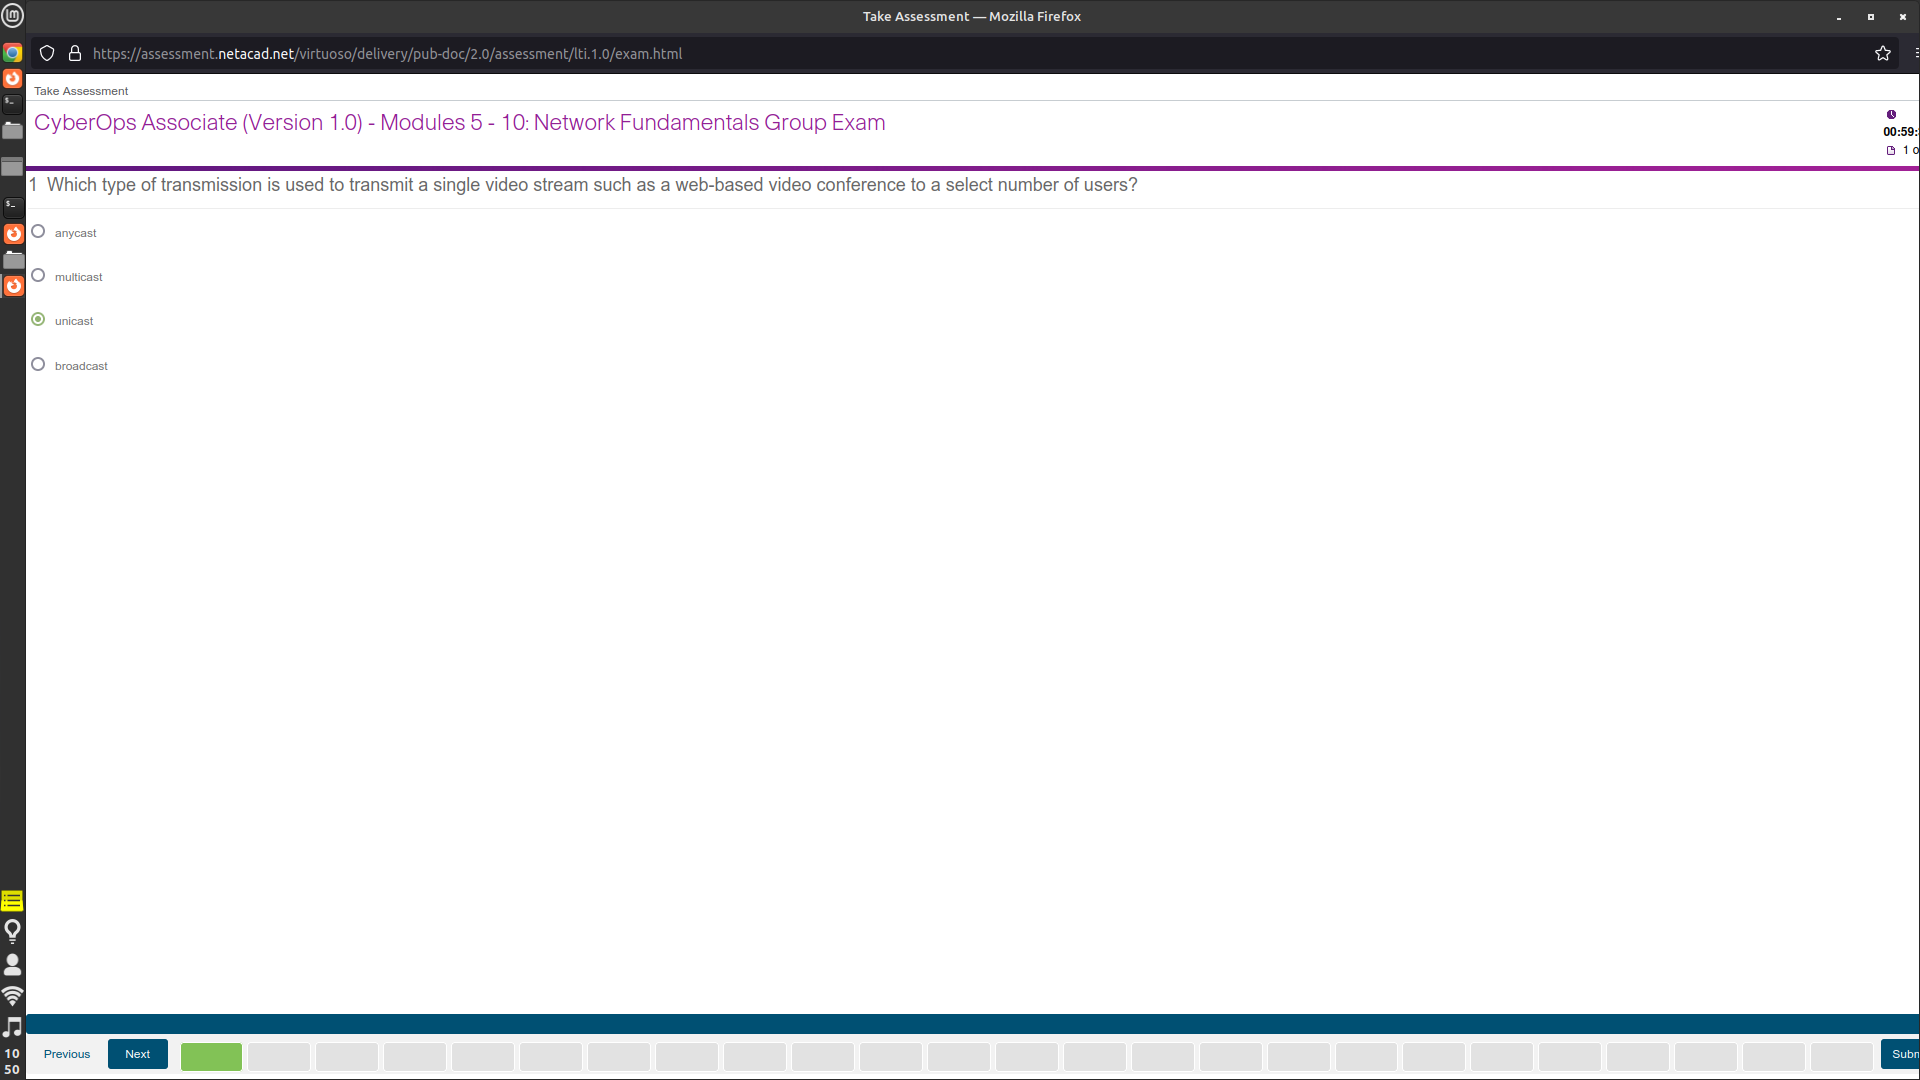 Take Assessment — Mozilla Firefox
https://assessment.netacad.net/virtuoso/delivery/pub-doc/2.0/assessment/lti.1.0/exam.html
Take Assessment
CyberOps Associate (Version 1.0) - Modules 5 - 10: Network Fundamentals Group Exam
00:59:
1 o
1 Which type of transmission is used to transmit a single video stream such as a web-based video conference to a select number of users?
anycast
multicast
unicast
broadcast
10
50
Previous
Next
Subm